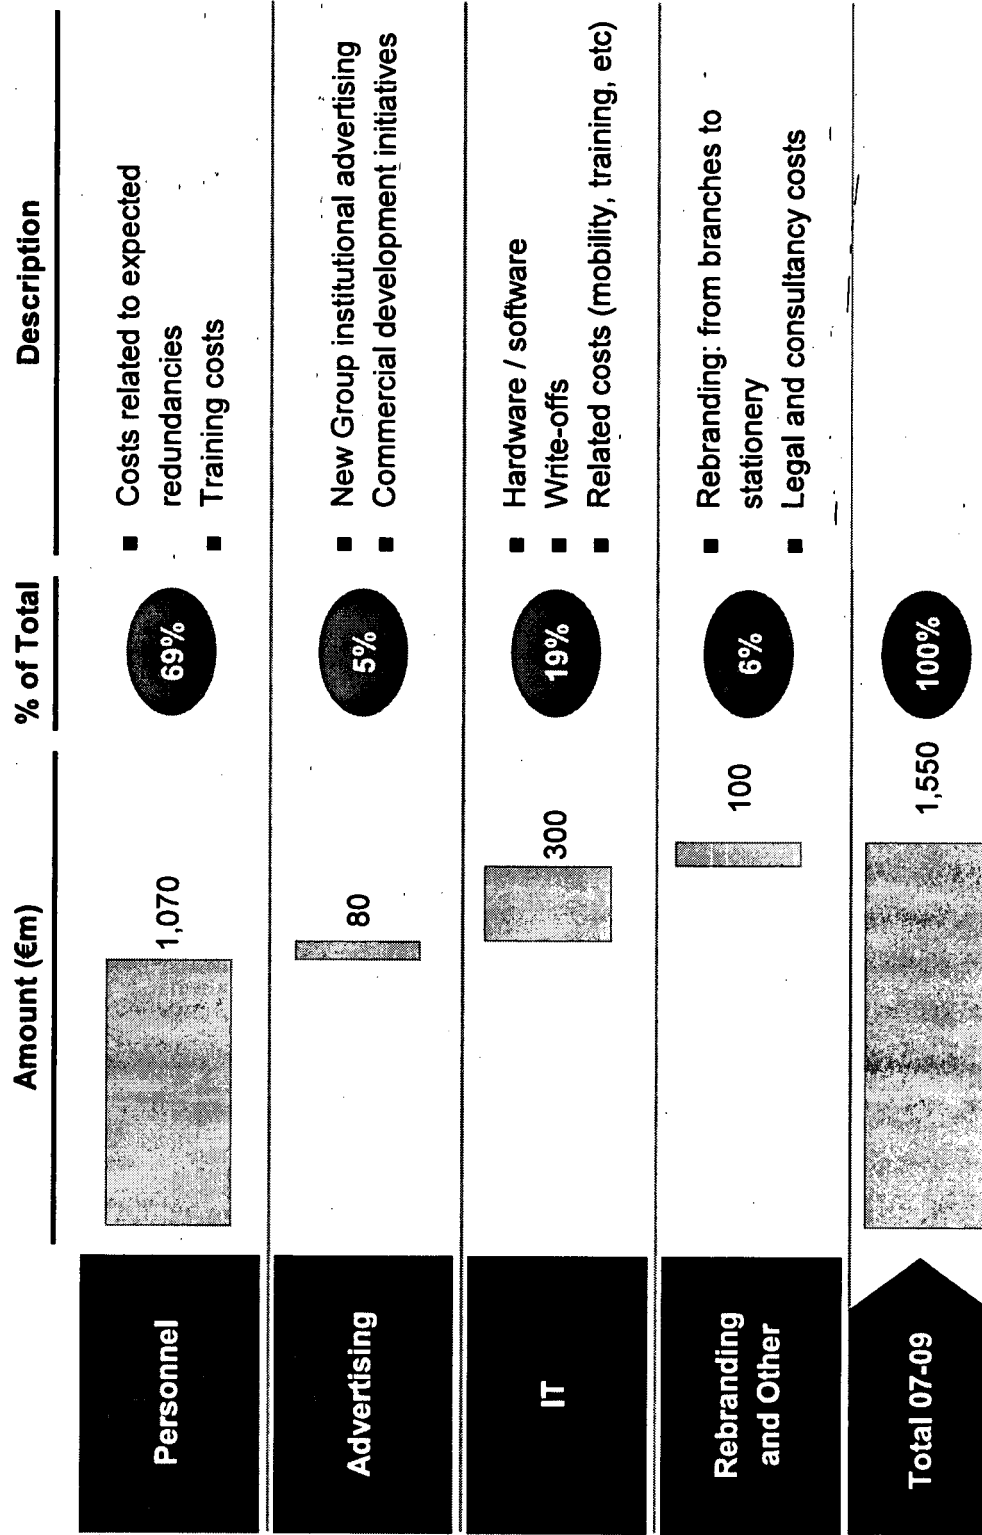 Amount (€m)
% of Total
Description
Personnel
1,070
69%
■ Costs related to expected
redundancies
■ Training costs
Advertising
80
5%
■ New Group institutional advertising
■ Commercial development initiatives
IT
300
19%
■ Hardware / software
■ Write-offs
■ Related costs (mobility, training, etc)
Rebranding
and Other
100
6%
■ Rebranding: from branches to
stationery
■ Legal and consultancy costs
Total 07-09
1,550
100%